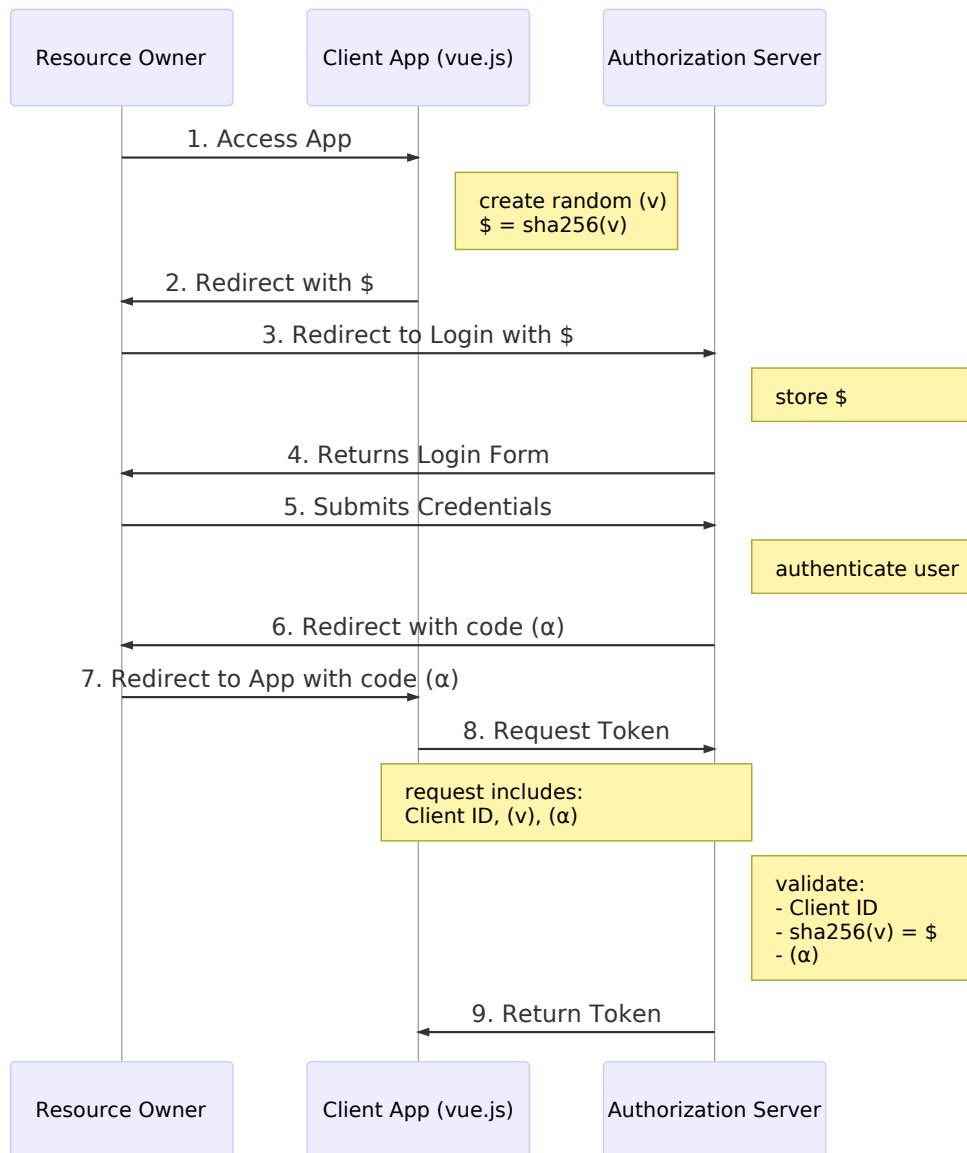 Resource Owner
Client App (vue.js)
Authorization Server
1. Access App
create random (v)
$ = sha256(v)
2. Redirect with $
3. Redirect to Login with $
store $
4. Returns Login Form
5. Submits Credentials
authenticate user
6. Redirect with code (α)
7. Redirect to App with code (α)
8. Request Token
request includes:
Client ID, (v), (α)
validate:
- Client ID
- sha256(v) = $
- (α)
9. Return Token
Resource Owner
Client App (vue.js)
Authorization Server